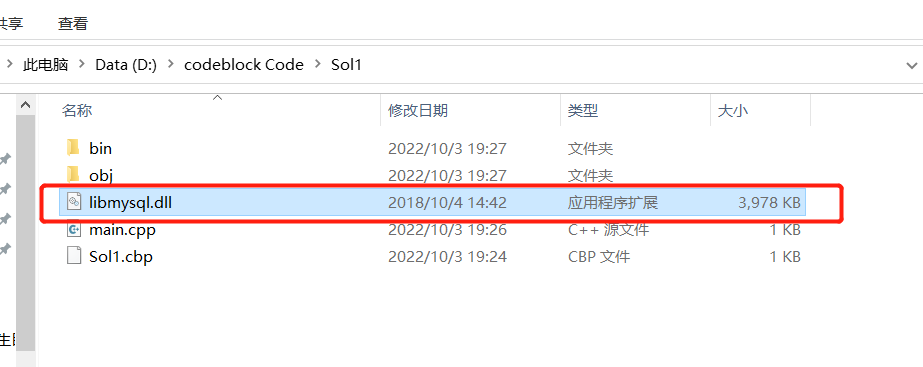 共享 查看
此电脑 Data (D:) codeblock Code Sol1
名称 修改日期 类型 大小
bin 2022/10/3 19:27 文件夹
obj 2022/10/3 19:27 文件夹
libmysql.dll 2018/10/4 14:42 应用程序扩展 3,978 KB
main.cpp 2022/10/3 19:26 C++ 源文件 1 KB
Sol1.cbp 2022/10/3 19:24 CBP 文件 1 KB